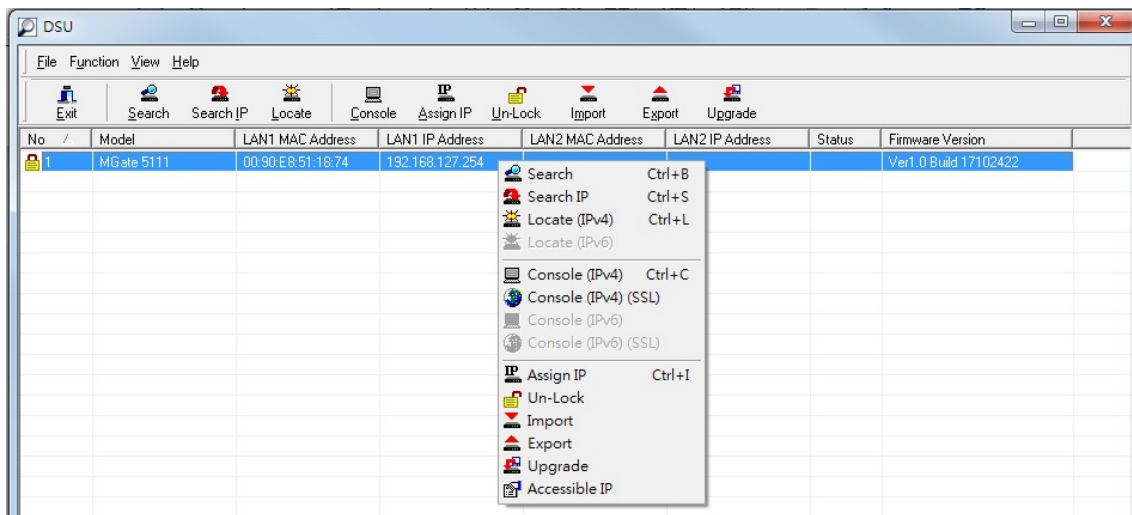 DSU
File Function View Help
Exit Search Search IP Locate Console Assign IP Un-Lock Import Export Upgrade
No Model LAN1 MAC Address LAN1 IP Address LAN2 MAC Address LAN2 IP Address Status Firmware Version
1 MGate 5111 00:90:E8:51:18:74 192.168.127.254 Ver1.0 Build 17102422
Search Ctrl+B
Search IP Ctrl+S
Locate (IPv4) Ctrl+L
Locate (IPv6)
Console (IPv4) Ctrl+C
Console (IPv4) (SSL)
Console (IPv6)
Console (IPv6) (SSL)
IP Assign IP Ctrl+I
Un-Lock
Import
Export
Upgrade
Accessible IP